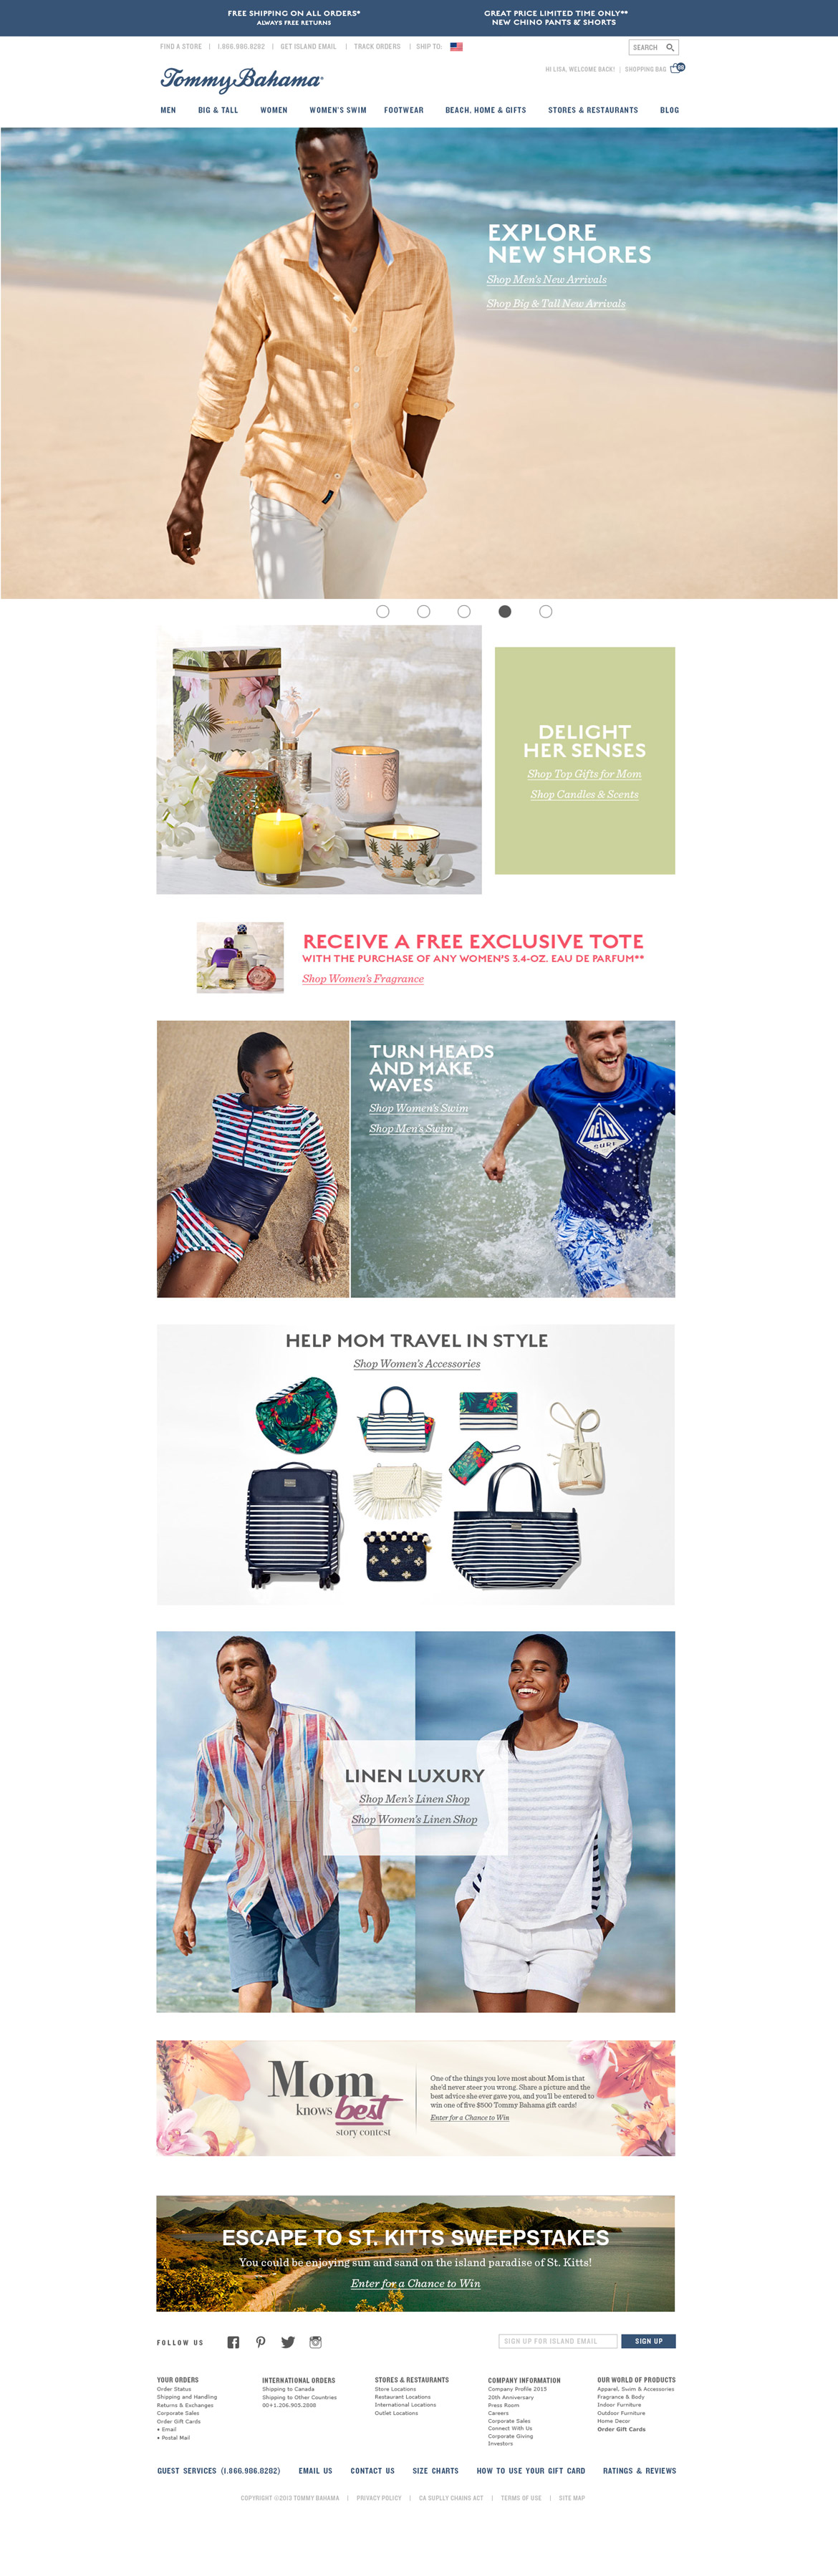 FREE SHIPPING ON ALL ORDERS*
ALWAYS FREE RETURNS
GREAT PRICE LIMITED TIME ONLY**
NEW CHINO PANTS & SHORTS
FIND A STORE | 1.866.986.8282 | GET ISLAND EMAIL | TRACK ORDERS | SHIP TO:
SEARCH
Tommy Bahama
HI LISA, WELCOME BACK! | SHOPPING BAG
MEN BIG & TALL WOMEN WOMEN'S SWIM FOOTWEAR BEACH, HOME & GIFTS STORES & RESTAURANTS BLOG
EXPLORE
NEW SHORES
Shop Men's New Arrivals
Shop Big & Tall New Arrivals
DELIGHT
HER SENSES
Shop Top Gifts for Mom
Shop Candles & Scents
RECEIVE A FREE EXCLUSIVE TOTE
WITH THE PURCHASE OF ANY WOMEN'S 3.4-OZ. EAU DE PARFUM**
Shop Women's Fragrance
TURN HEADS
AND MAKE
WAVES
Shop Women's Swim
Shop Men's Swim
RELAX
SURF
HELP MOM TRAVEL IN STYLE
Shop Women's Accessories
LINEN LUXURY
Shop Men's Linen Shop
Shop Women's Linen Shop
Mom
knows best
story contest
One of the things you love most about Mom is that
she'd never steer you wrong. Share a picture and the
best advice she ever gave you, and you'll be entered to
win one of five $500 Tommy Bahama gift cards!
Enter for a Chance to Win
ESCAPE TO ST. KITTS SWEEPSTAKES
You could be enjoying sun and sand on the island paradise of St. Kitts!
Enter for a Chance to Win
FOLLOW US
SIGN UP FOR ISLAND EMAIL
SIGN UP
YOUR ORDERS
Order Status
Shipping and Handling
Returns & Exchanges
Corporate Sales
Order Gift Cards
• Email
• Postal Mail
INTERNATIONAL ORDERS
Shipping to Canada
Shipping to Other Countries
00+1.206.905.2808
STORES & RESTAURANTS
Store Locations
Restaurant Locations
International Locations
Outlet Locations
COMPANY INFORMATION
Company Profile 2015
20th Anniversary
Press Room
Careers
Corporate Sales
Connect With Us
Corporate Giving
Investors
OUR WORLD OF PRODUCTS
Apparel, Swim & Accessories
Fragrance & Body
Indoor Furniture
Outdoor Furniture
Home Decor
Order Gift Cards
GUEST SERVICES (1.866.986.8282) EMAIL US CONTACT US SIZE CHARTS HOW TO USE YOUR GIFT CARD RATINGS & REVIEWS
COPYRIGHT ©2013 TOMMY BAHAMA | PRIVACY POLICY | CA SUPLLY CHAINS ACT | TERMS OF USE | SITE MAP